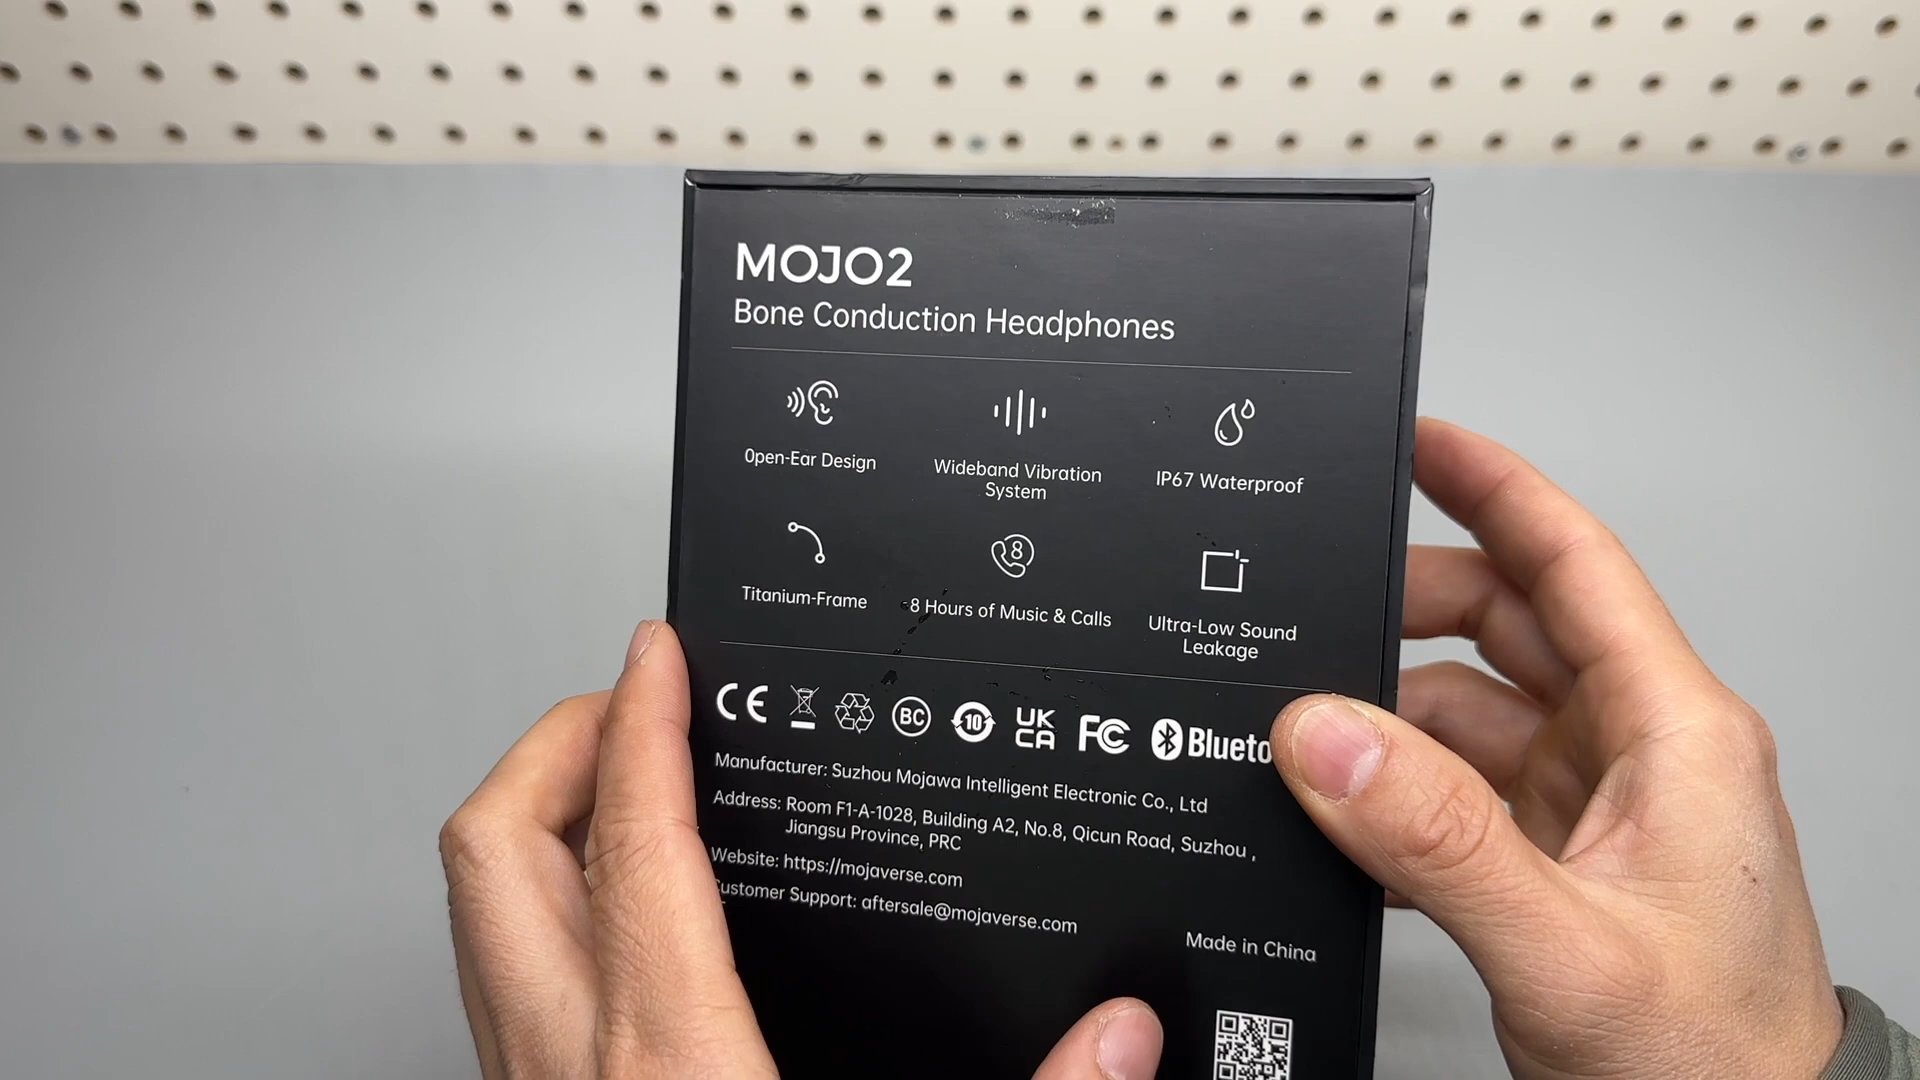 MOJO2
Bone Conduction Headphones
Open-Ear Design
Wideband Vibration
System
IP67 Waterproof
Titanium-Frame
8
8 Hours of Music & Calls
Ultra-Low Sound
Leakage
CE BC 10 UK CA FC Blueto
Manufacturer: Suzhou Mojawa Intelligent Electronic Co., Ltd
Address: Room F1-A-1028, Building A2, No.8, Qicun Road, Suzhou ,
Jiangsu Province, PRC
Website: https://mojaverse.com
Customer Support: aftersale@mojaverse.com
Made in China